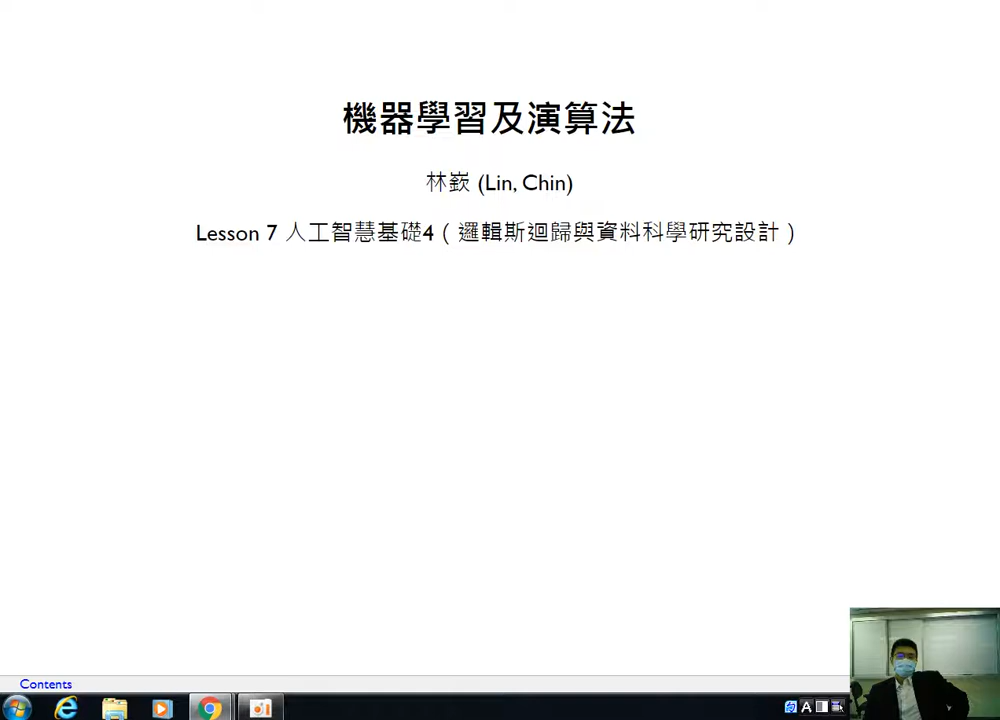 機器學習及演算法
林嶔 (Lin, Chin)
Lesson 7 人工智慧基礎4（邏輯斯迴歸與資料科學研究設計）
Contents
A